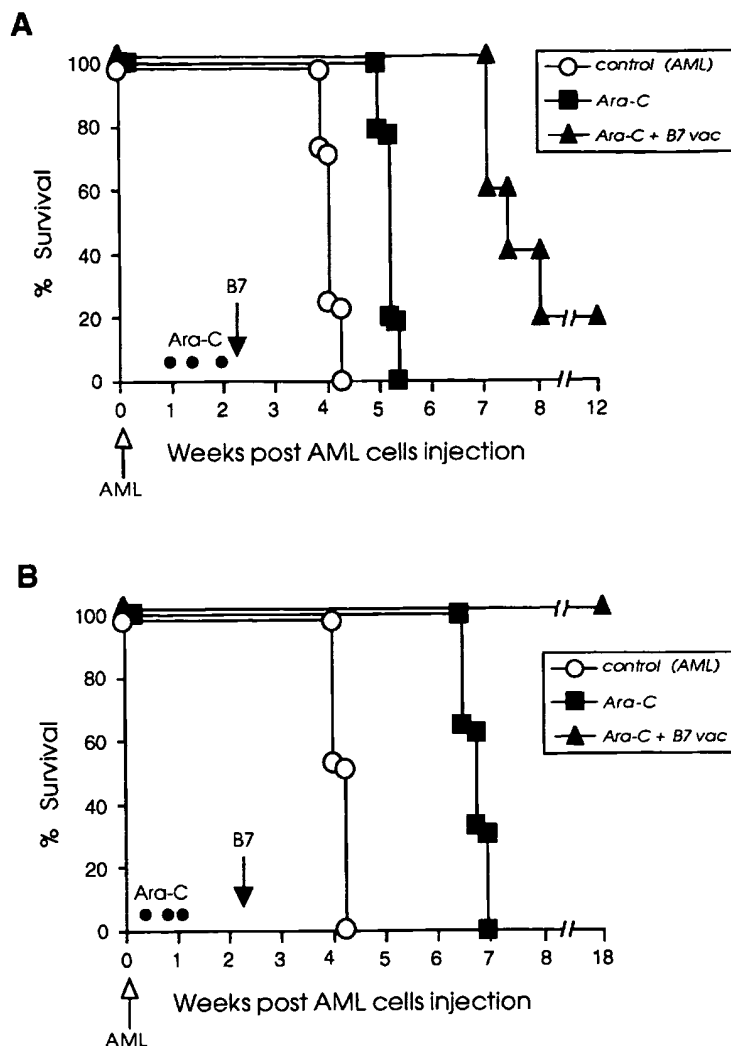 A
% Survival
100
80
60
40
20
0
control (AML)
Ara-C
Ara-C + B7 vac
B7
Ara-C
0 1 2 3 4 5 6 7 8 12
Weeks post AML cells injection
AML
B
% Survival
100
80
60
40
20
0
control (AML)
Ara-C
Ara-C + B7 vac
B7
Ara-C
0 1 2 3 4 5 6 7 8 18
Weeks post AML cells injection
AML